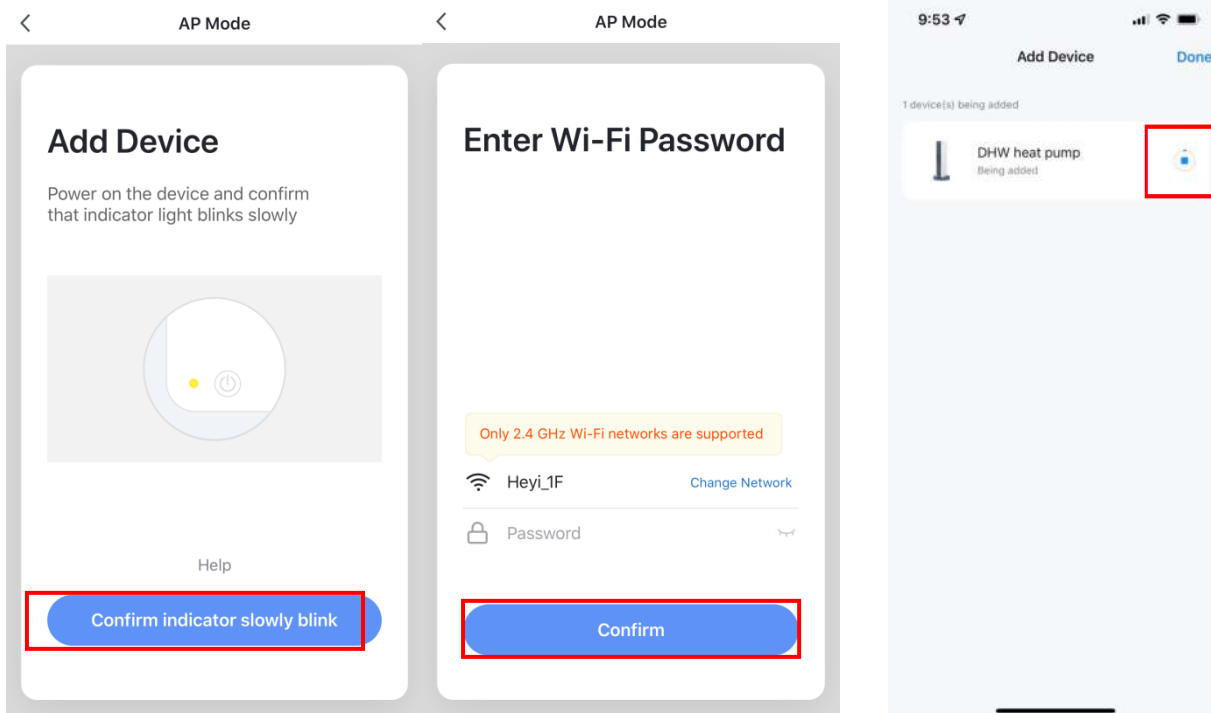 AP Mode
Add Device
Power on the device and confirm
that indicator light blinks slowly
Help
Confirm indicator slowly blink
AP Mode
Enter Wi-Fi Password
Only 2.4 GHz Wi-Fi networks are supported
Heyi_1F
Change Network
Password
Confirm
9:53
Add Device
Done
1 device(s) being added
DHW heat pump
Being added